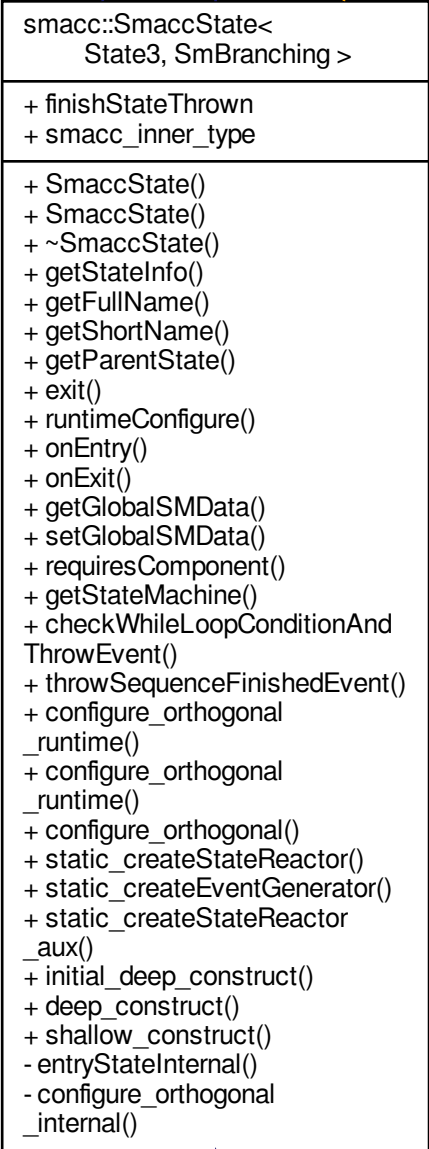 smacc::SmaccState<
State3, SmBranching >
+ finishStateThrown
+ smacc_inner_type
+ SmaccState()
+ SmaccState()
+ ~SmaccState()
+ getStateInfo()
+ getFullName()
+ getShortName()
+ getParentState()
+ exit()
+ runtimeConfigure()
+ onEntry()
+ onExit()
+ getGlobalSMData()
+ setGlobalSMData()
+ requiresComponent()
+ getStateMachine()
+ checkWhileLoopConditionAnd
ThrowEvent()
+ throwSequenceFinishedEvent()
+ configure_orthogonal
_runtime()
+ configure_orthogonal
_runtime()
+ configure_orthogonal()
+ static_createStateReactor()
+ static_createEventGenerator()
+ static_createStateReactor
_aux()
+ initial_deep_construct()
+ deep_construct()
+ shallow_construct()
- entryStateInternal()
- configure_orthogonal
_internal()